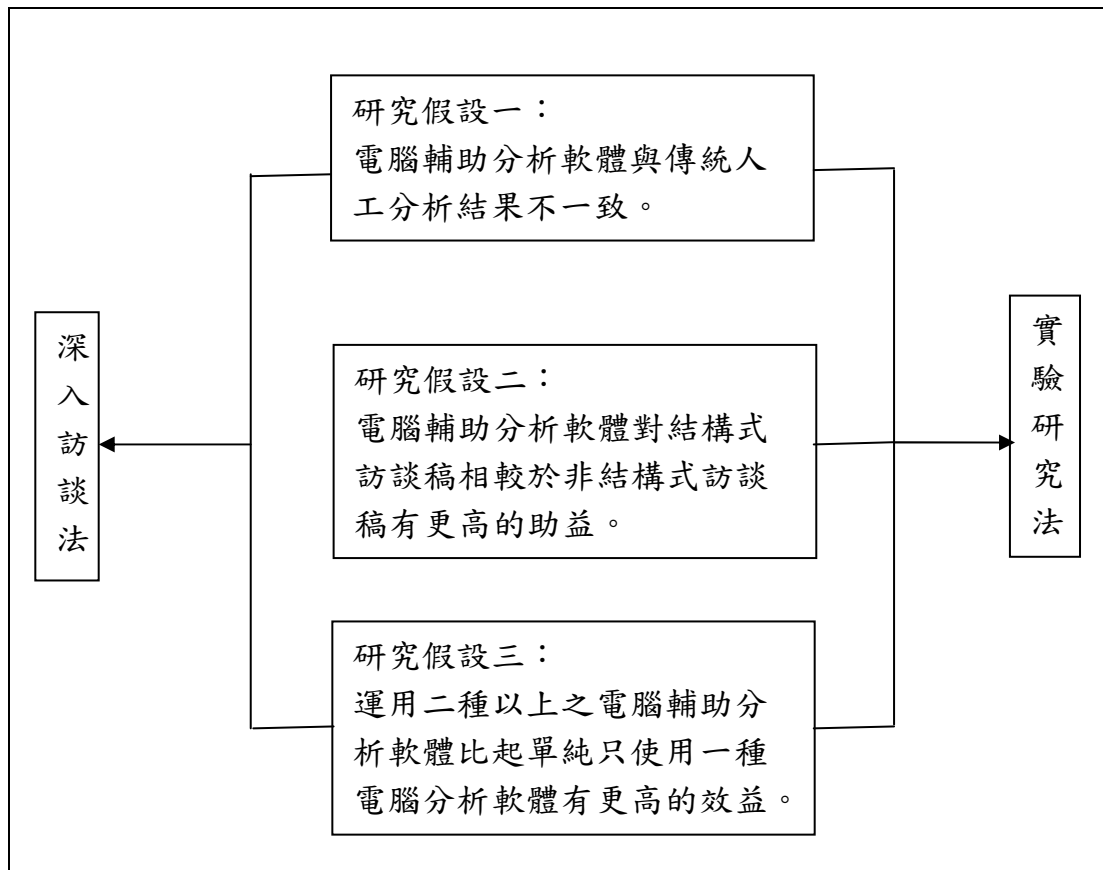 研究假設一：
電腦輔助分析軟體與傳統人
工分析結果不一致。
深入訪談法
研究假設二：
電腦輔助分析軟體對結構式
訪談稿相較於非結構式訪談
稿有更高的助益。
實驗研究法
研究假設三：
運用二種以上之電腦輔助分
析軟體比起單純只使用一種
電腦分析軟體有更高的效益。